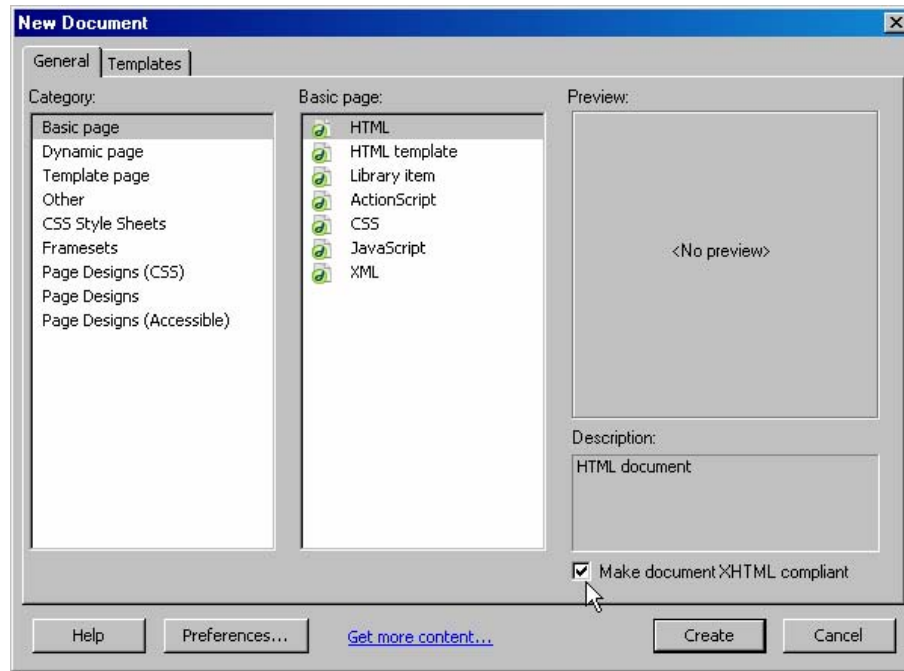 New Document
General
Templates
Category:
Basic page
Dynamic page
Template page
Other
CSS Style Sheets
Framesets
Page Designs (CSS)
Page Designs
Page Designs (Accessible)
Basic page:
HTML
HTML template
Library item
ActionScript
CSS
JavaScript
XML
Preview:
<No preview>
Description:
HTML document
Make document XHTML compliant
Help
Preferences...
Get more content...
Create
Cancel